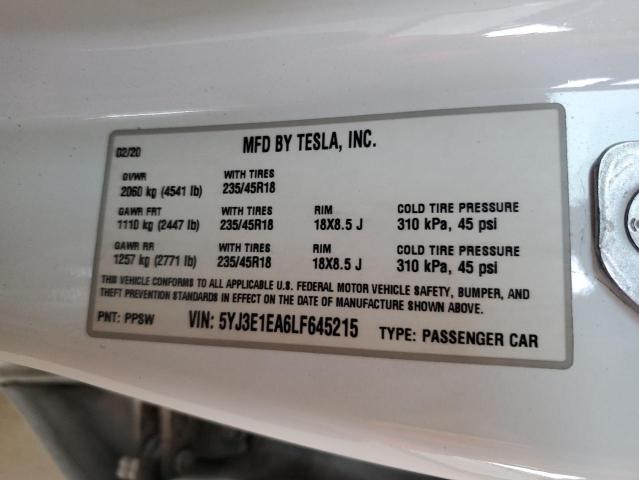 MFD BY TESLA, INC.
02/20
GVWR WITH TIRES
2060 kg (4541 lb) 235/45R18
GAWR FRT WITH TIRES RIM COLD TIRE PRESSURE
1110 kg (2447 lb) 235/45R18 18X8.5 J 310 kPa, 45 psi
GAWR RR WITH TIRES RIM COLD TIRE PRESSURE
1257 kg (2771 lb) 235/45R18 18X8.5 J 310 kPa, 45 psi
THIS VEHICLE CONFORMS TO ALL APPLICABLE U.S. FEDERAL MOTOR VEHICLE SAFETY, BUMPER, AND
THEFT PREVENTION STANDARDS IN EFFECT ON THE DATE OF MANUFACTURE SHOWN ABOVE.
PNT: PPSW VIN: 5YJ3E1EA6LF645215 TYPE: PASSENGER CAR